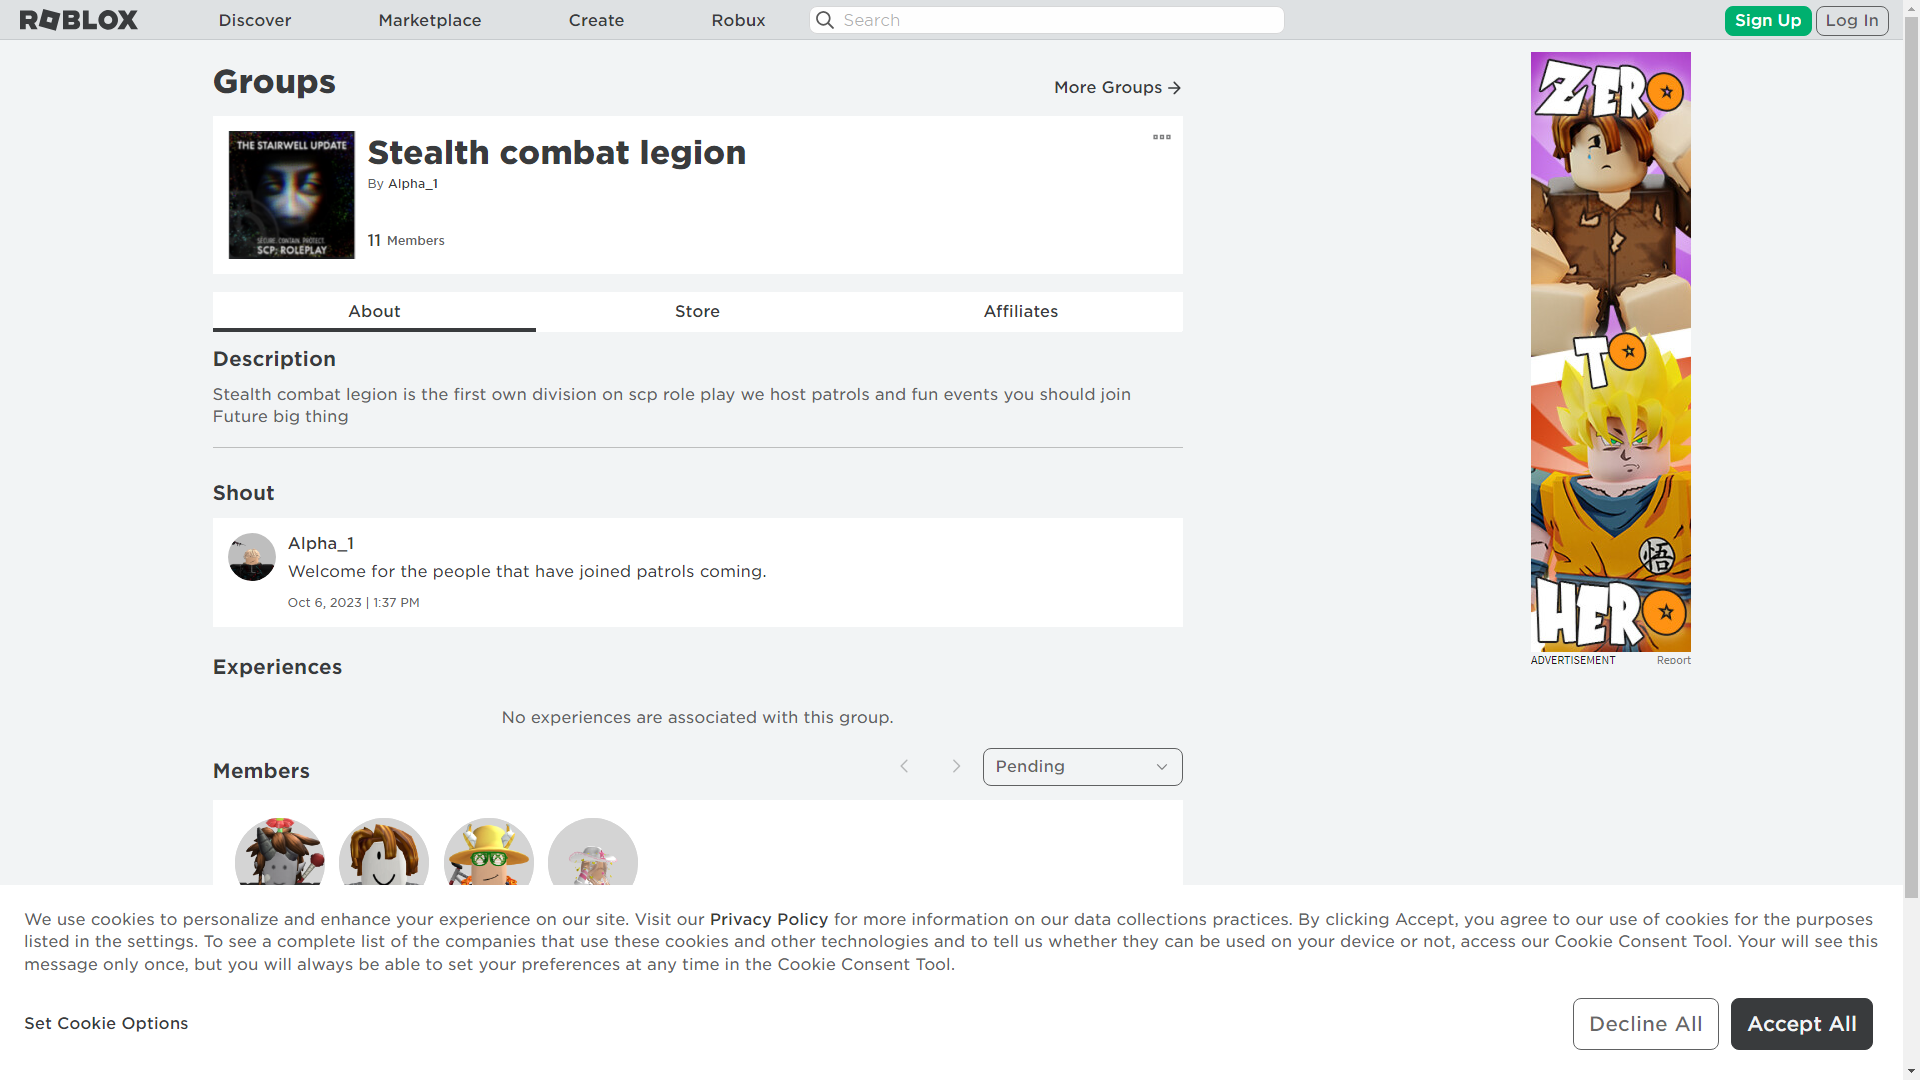 ROBLOX
Discover
Marketplace
Create
Robux
Search
Sign Up
Log In
Groups
More Groups
THE STAIRWELL UPDATE
SECURE. CONTAIN. PROTECT.
SCP: ROLEPLAY
Stealth combat legion
By Alpha_1
11 Members
About
Store
Affiliates
Description
Stealth combat legion is the first own division on scp role play we host patrols and fun events you should join
Future big thing
Shout
Alpha_1
Welcome for the people that have joined patrols coming.
Oct 6, 2023 | 1:37 PM
Experiences
No experiences are associated with this group.
Members
Pending
ZERO
TO
悟
HERO
ADVERTISEMENT
Report
We use cookies to personalize and enhance your experience on our site. Visit our Privacy Policy for more information on our data collections practices. By clicking Accept, you agree to our use of cookies for the purposes
listed in the settings. To see a complete list of the companies that use these cookies and other technologies and to tell us whether they can be used on your device or not, access our Cookie Consent Tool. Your will see this
message only once, but you will always be able to set your preferences at any time in the Cookie Consent Tool.
Set Cookie Options
Decline All
Accept All